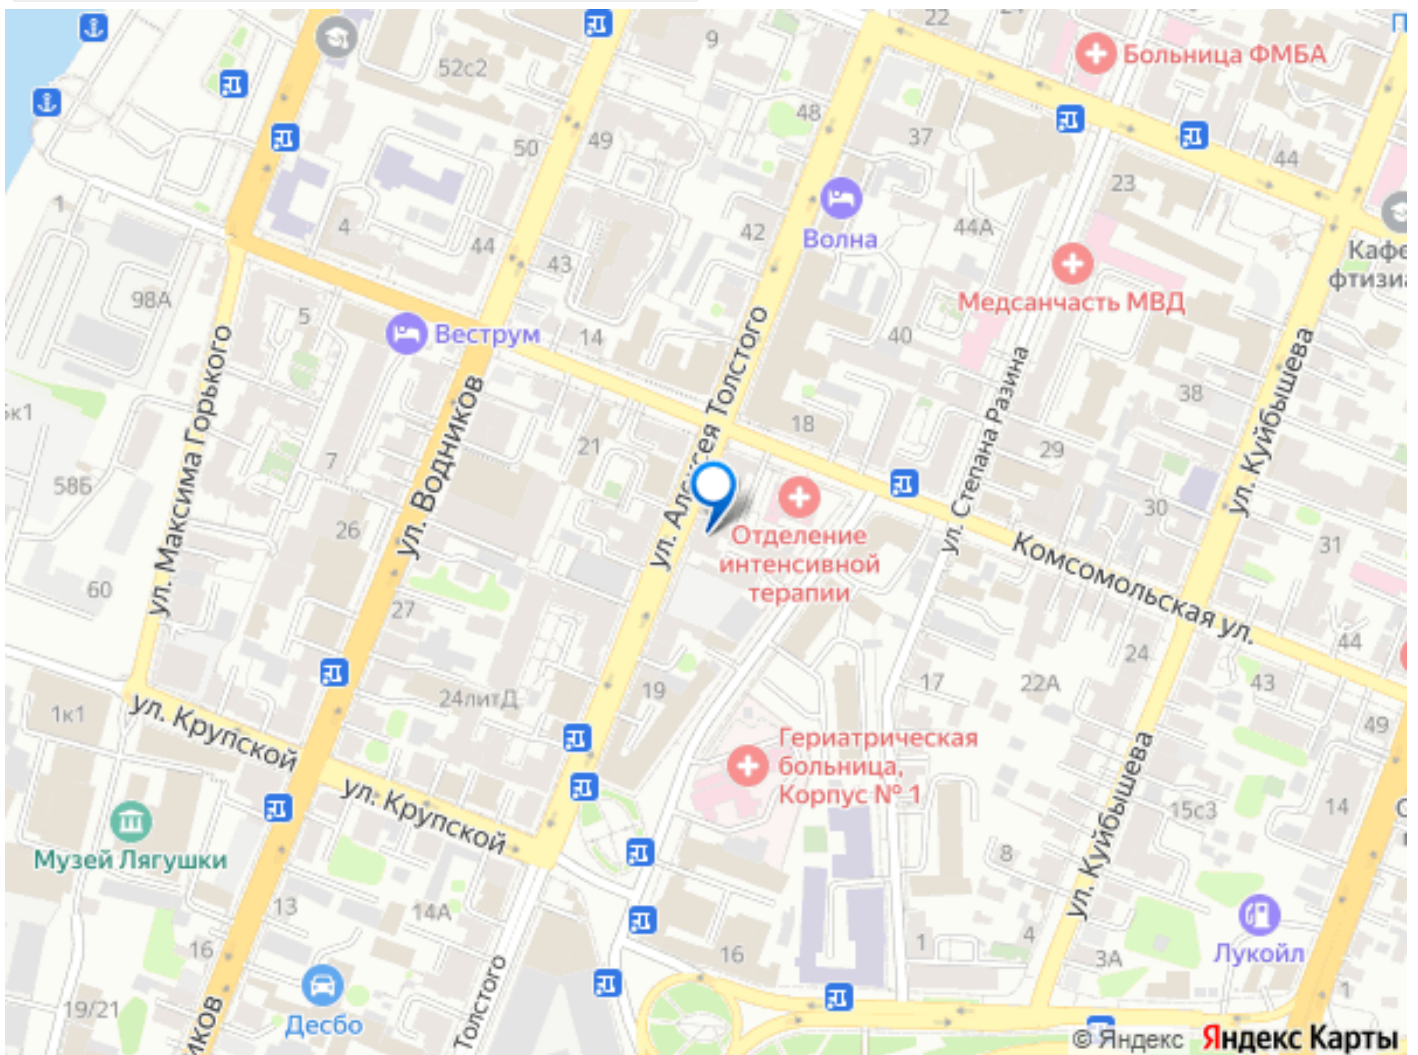 22
9
Больница ФМБА
52с2
48
49
50
37
44
23
1
4
42
Волна
44А
44
43
Кафе
фтизиа
Медсанчасть МВД
98А
5
Веструм
14
40
ул. Максима Горького
ул. Водников
ул. Алексея Толстого
ул. Степана Разина
ул. Куйбышева
38
18
21
29
7
58Б
30
26
Отделение
интенсивной
терапии
Комсомольская ул.
31
60
27
44
24
17
22А
43
19
24литД
1к1
49
ул. Крупской
Гериатрическая
больница,
Корпус № 1
ул. Крупской
15с3
14
ул. Куйбышева
Музей Лягушки
8
13
14А
16
16
1
4
3А
Лукойл
19/21
Десбо
Толстого
1
© Яндекс Яндекс Карты